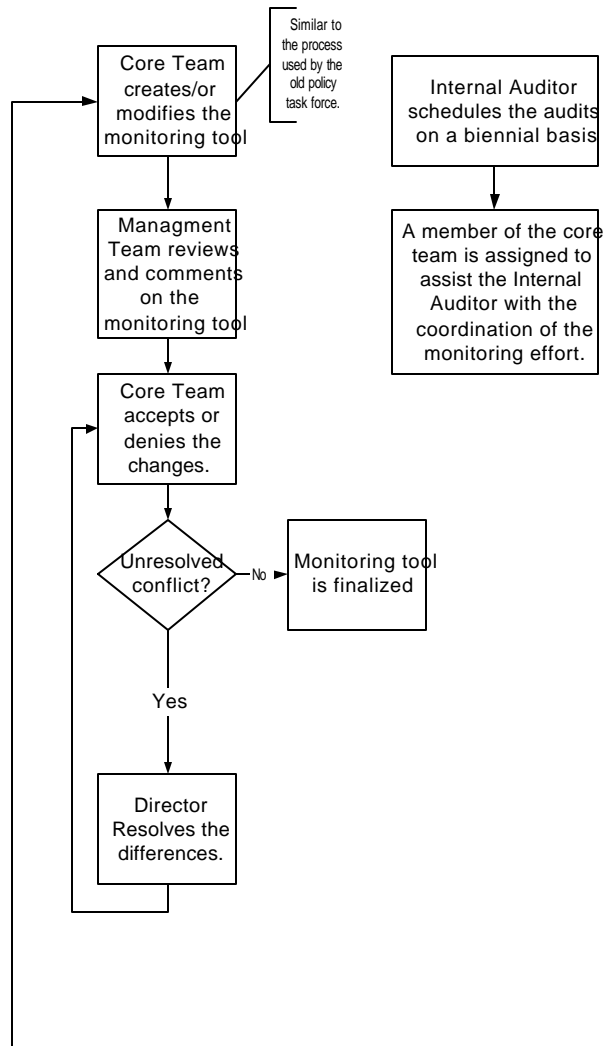 Core Team
creates/or
modifies the
monitoring tool
Similar to
the process
used by the
old policy
task force.
Managment
Team reviews
and comments
on the
monitoring tool
Core Team
accepts or
denies the
changes.
Unresolved
conflict?
No
Monitoring tool
is finalized
Yes
Director
Resolves the
differences.
Internal Auditor
schedules the audits
on a biennial basis
A member of the core
team is assigned to
assist the Internal
Auditor with the
coordination of the
monitoring effort.